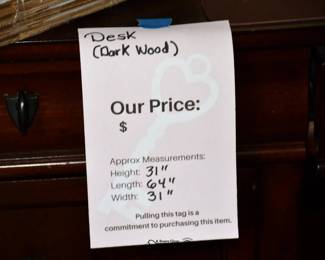 Desk
(Dark Wood)
Our Price:
$
Approx Measurements:
Height: 31"
Length: 64"
Width: 31"
Pulling this tag is a
commitment to purchasing this item.